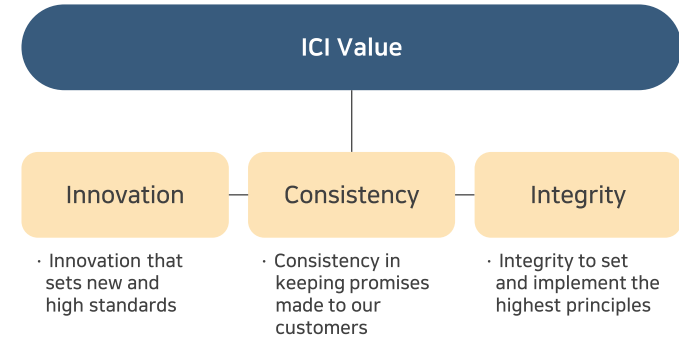 ICI Value
Innovation
Consistency
Integrity
· Innovation that
sets new and
high standards
· Consistency in
keeping promises
made to our
customers
· Integrity to set
and implement the
highest principles